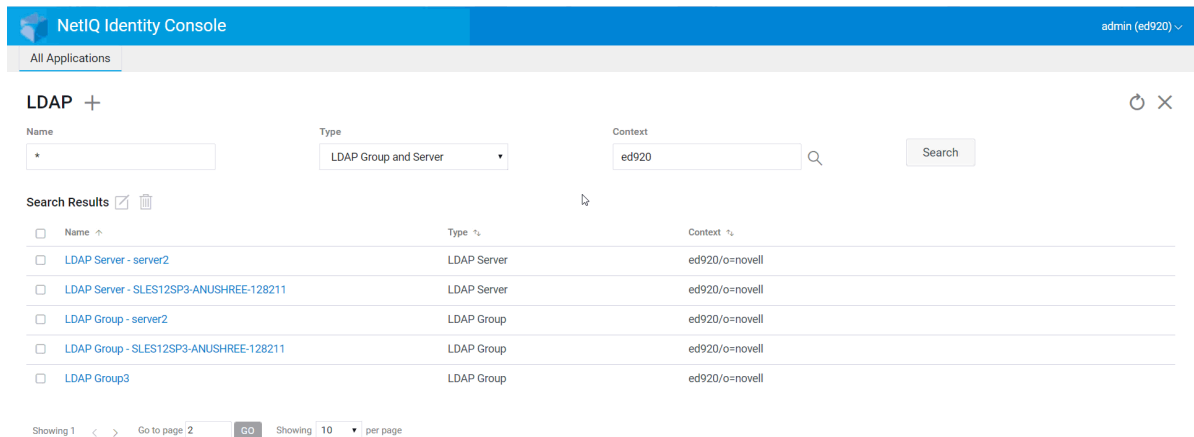 NetIQ Identity Console admin (ed920)
All Applications
LDAP
Name Type Context
* LDAP Group and Server ed920 Search
Search Results
Name Type Context
LDAP Server - server2 LDAP Server ed920/o=novell
LDAP Server - SLES12SP3-ANUSHREE-128211 LDAP Server ed920/o=novell
LDAP Group - server2 LDAP Group ed920/o=novell
LDAP Group - SLES12SP3-ANUSHREE-128211 LDAP Group ed920/o=novell
LDAP Group3 LDAP Group ed920/o=novell
Showing 1 < > Go to page 2 GO Showing 10 per page